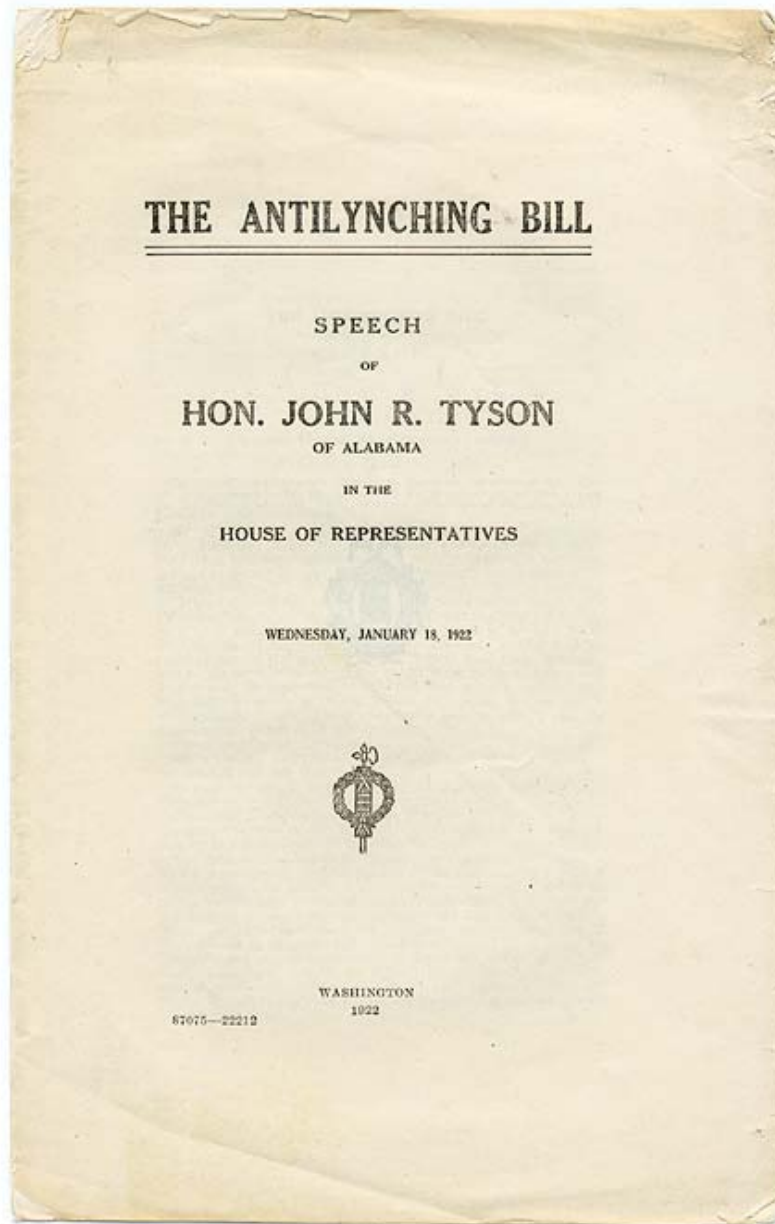 THE ANTILYNCHING BILL
SPEECH
OF
HON. JOHN R. TYSON
OF ALABAMA
IN THE
HOUSE OF REPRESENTATIVES
WEDNESDAY, JANUARY 18, 1922
WASHINGTON
1922
87075—22212